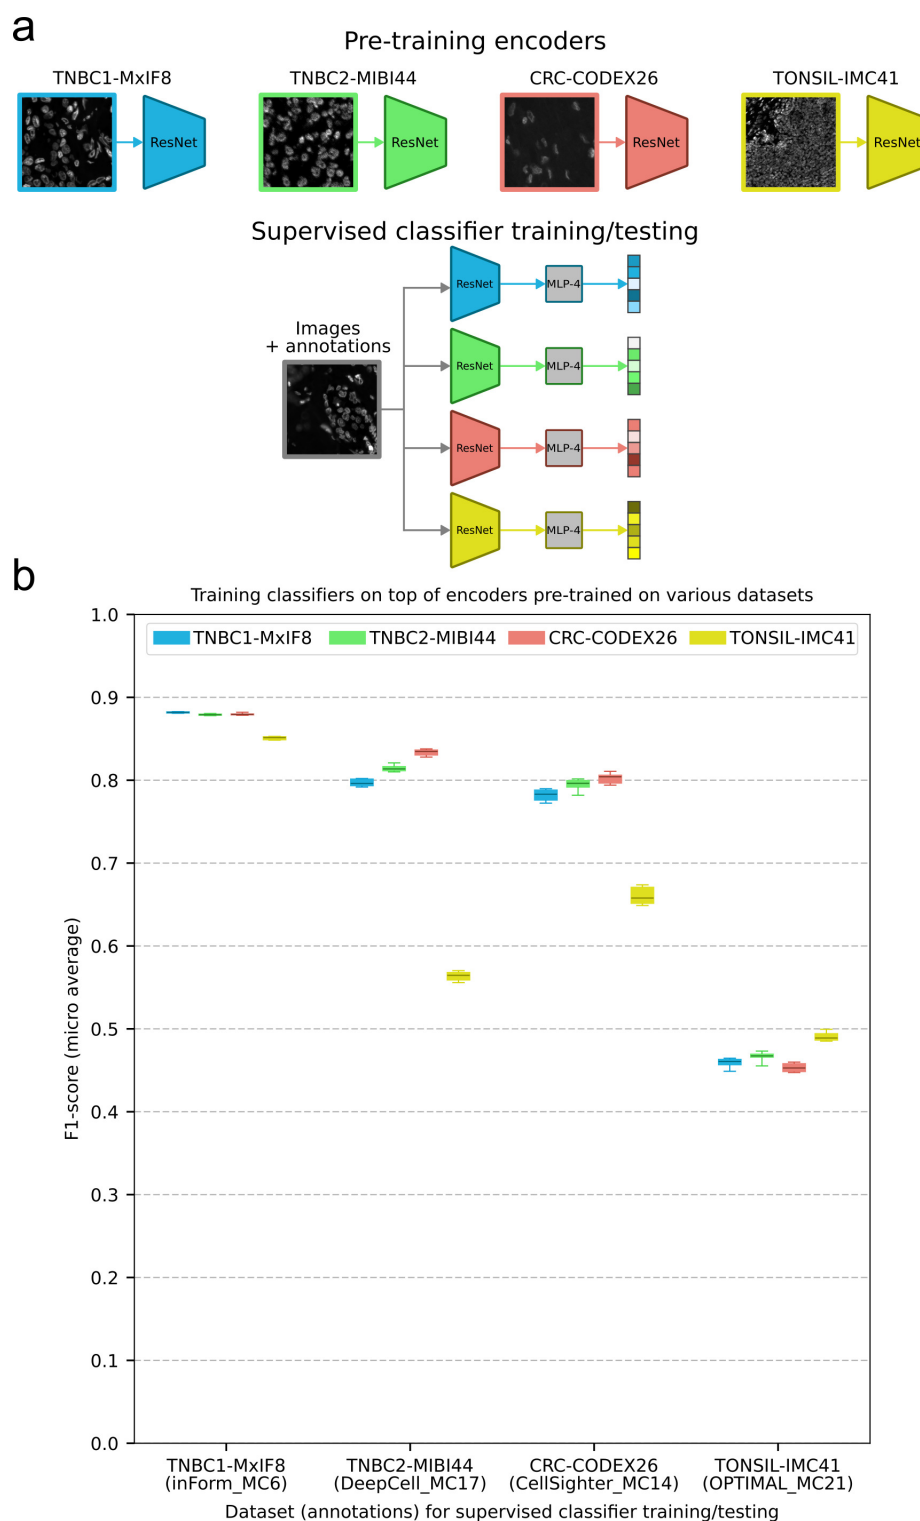 a
Pre-training encoders
TNBC1-MxIF8
TNBC2-MIBI44
CRC-CODEX26
TONSIL-IMC41
ResNet
ResNet
ResNet
ResNet
Supervised classifier training/testing
Images
+ annotations
ResNet
MLP-4
ResNet
MLP-4
ResNet
MLP-4
ResNet
MLP-4
b
Training classifiers on top of encoders pre-trained on various datasets
TNBC1-MxIF8 TNBC2-MIBI44 CRC-CODEX26 TONSIL-IMC41
F1-score (micro average)
1.0
0.9
0.8
0.7
0.6
0.5
0.4
0.3
0.2
0.1
0.0
TNBC1-MxIF8
(inForm_MC6)
TNBC2-MIBI44
(DeepCell_MC17)
CRC-CODEX26
(CellSighter_MC14)
TONSIL-IMC41
(OPTIMAL_MC21)
Dataset (annotations) for supervised classifier training/testing